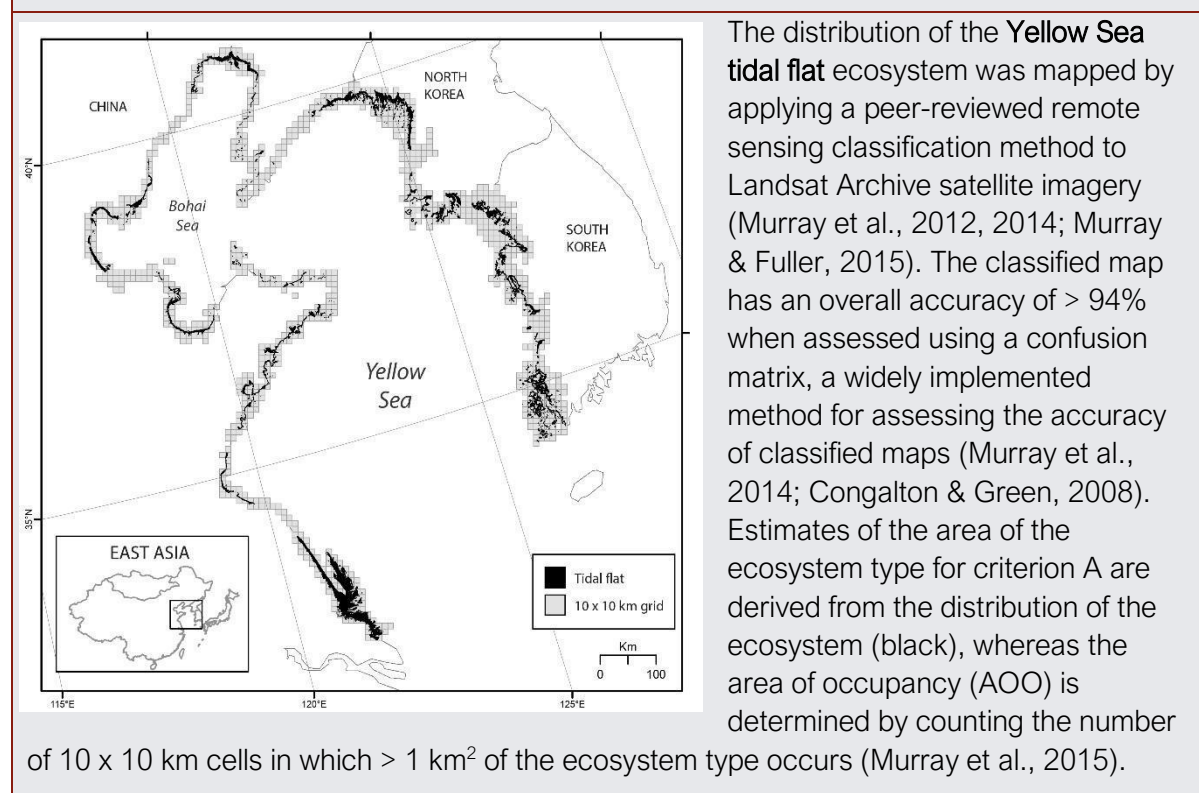 CHINA
NORTH
KOREA
40°N
Bohai
Sea
SOUTH
KOREA
Yellow
Sea
35°N
EAST ASIA
Tidal flat
10 x 10 km grid
Km
0 100
115°E
120°E
125°E
The distribution of the Yellow Sea
tidal flat ecosystem was mapped by
applying a peer-reviewed remote
sensing classification method to
Landsat Archive satellite imagery
(Murray et al., 2012, 2014; Murray
& Fuller, 2015). The classified map
has an overall accuracy of > 94%
when assessed using a confusion
matrix, a widely implemented
method for assessing the accuracy
of classified maps (Murray et al.,
2014; Congalton & Green, 2008).
Estimates of the area of the
ecosystem type for criterion A are
derived from the distribution of the
ecosystem (black), whereas the
area of occupancy (AOO) is
determined by counting the number
of 10 x 10 km cells in which > 1 km² of the ecosystem type occurs (Murray et al., 2015).